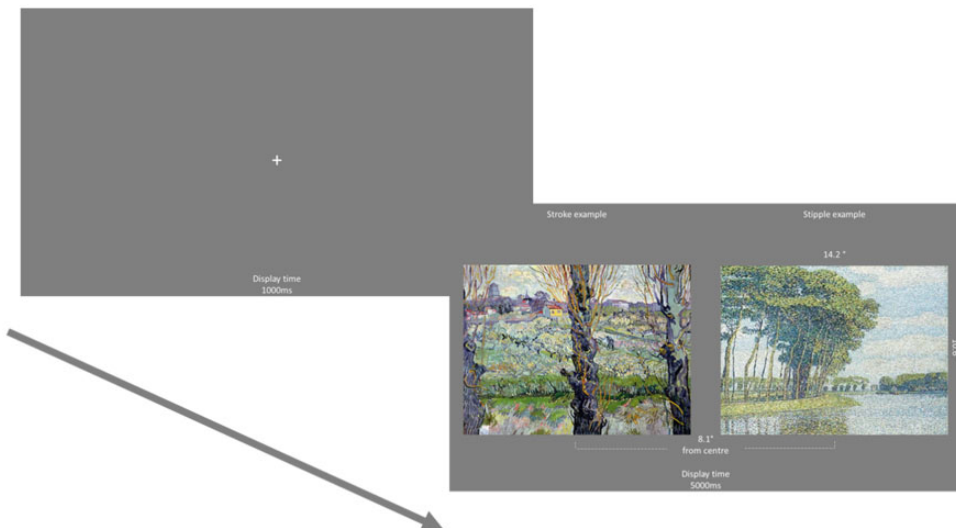 Display time
1000ms
Stroke example
Stipple example
14.2 °
8.1°
from centre
Display time
5000ms